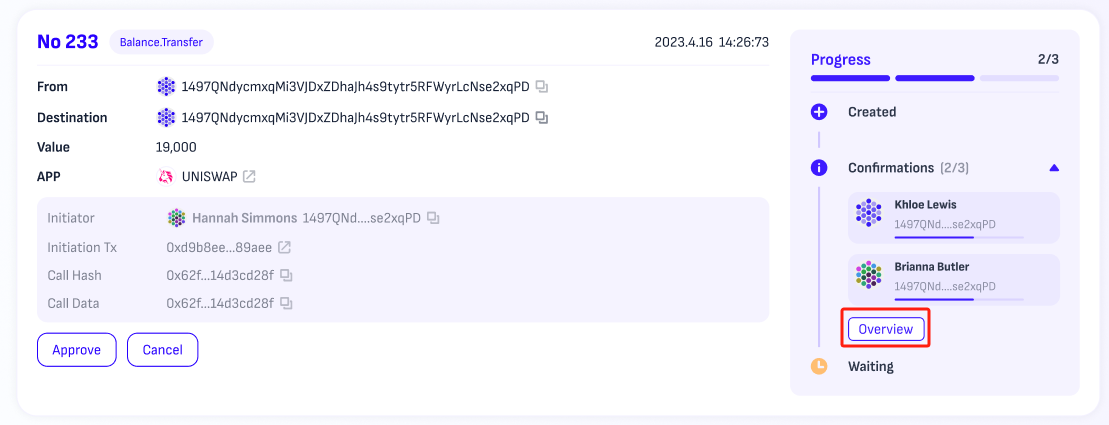 No 233 Balance.Transfer 2023.4.16 14:26:73
From 1497QNdycmxqMi3VJDxZDhaJh4s9tytr5RFWyrLcNse2xqPD
Destination 1497QNdycmxqMi3VJDxZDhaJh4s9tytr5RFWyrLcNse2xqPD
Value 19,000
APP UNISWAP
Initiator Hannah Simmons 1497QNd....se2xqPD
Initiation Tx 0xd9b8ee...89aee
Call Hash 0x62f...14d3cd28f
Call Data 0x62f...14d3cd28f
Approve Cancel
Progress 2/3
Created
Confirmations (2/3)
Khloe Lewis
1497QNd....se2xqPD
Brianna Butler
1497QNd....se2xqPD
Overview
Waiting